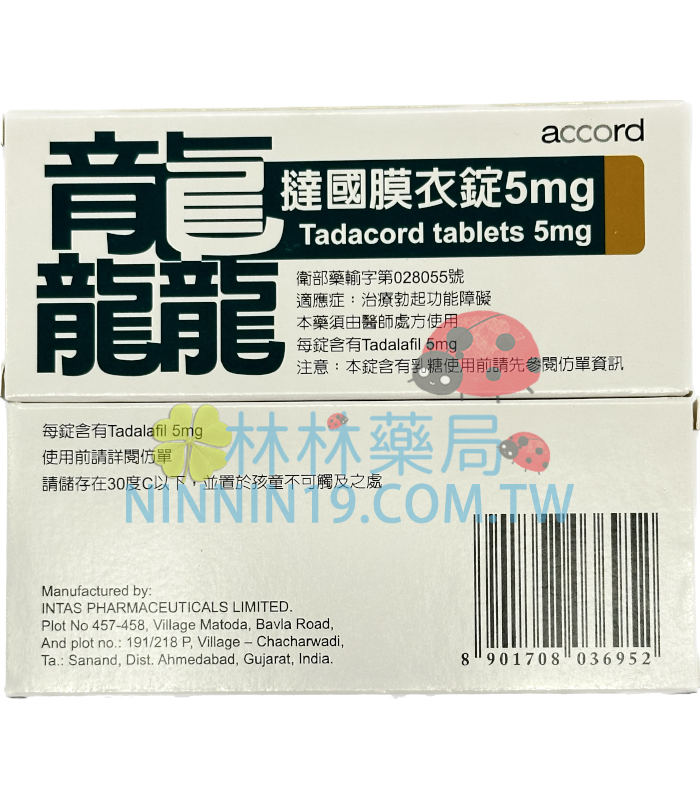 accord
龍龍龍
撻國膜衣錠5mg
Tadacord tablets 5mg
衛部藥輸字第028055號
適應症：治療勃起功能障礙
本藥須由醫師處方使用
每錠含有Tadalafil 5mg
注意：本錠含有乳糖使用前請先參閱仿單資訊
每錠含有Tadalafil 5mg
使用前請詳閱仿單
請儲存在30度C以下，並置於孩童不可觸及之處
林林藥局
NINNIN19.COM.TW
Manufactured by:
INTAS PHARMACEUTICALS LIMITED.
Plot No 457-458, Village Matoda, Bavla Road,
And plot no.: 191/218 P, Village – Chacharwadi,
Ta.: Sanand, Dist. Ahmedabad, Gujarat, India.
8 901708 036952